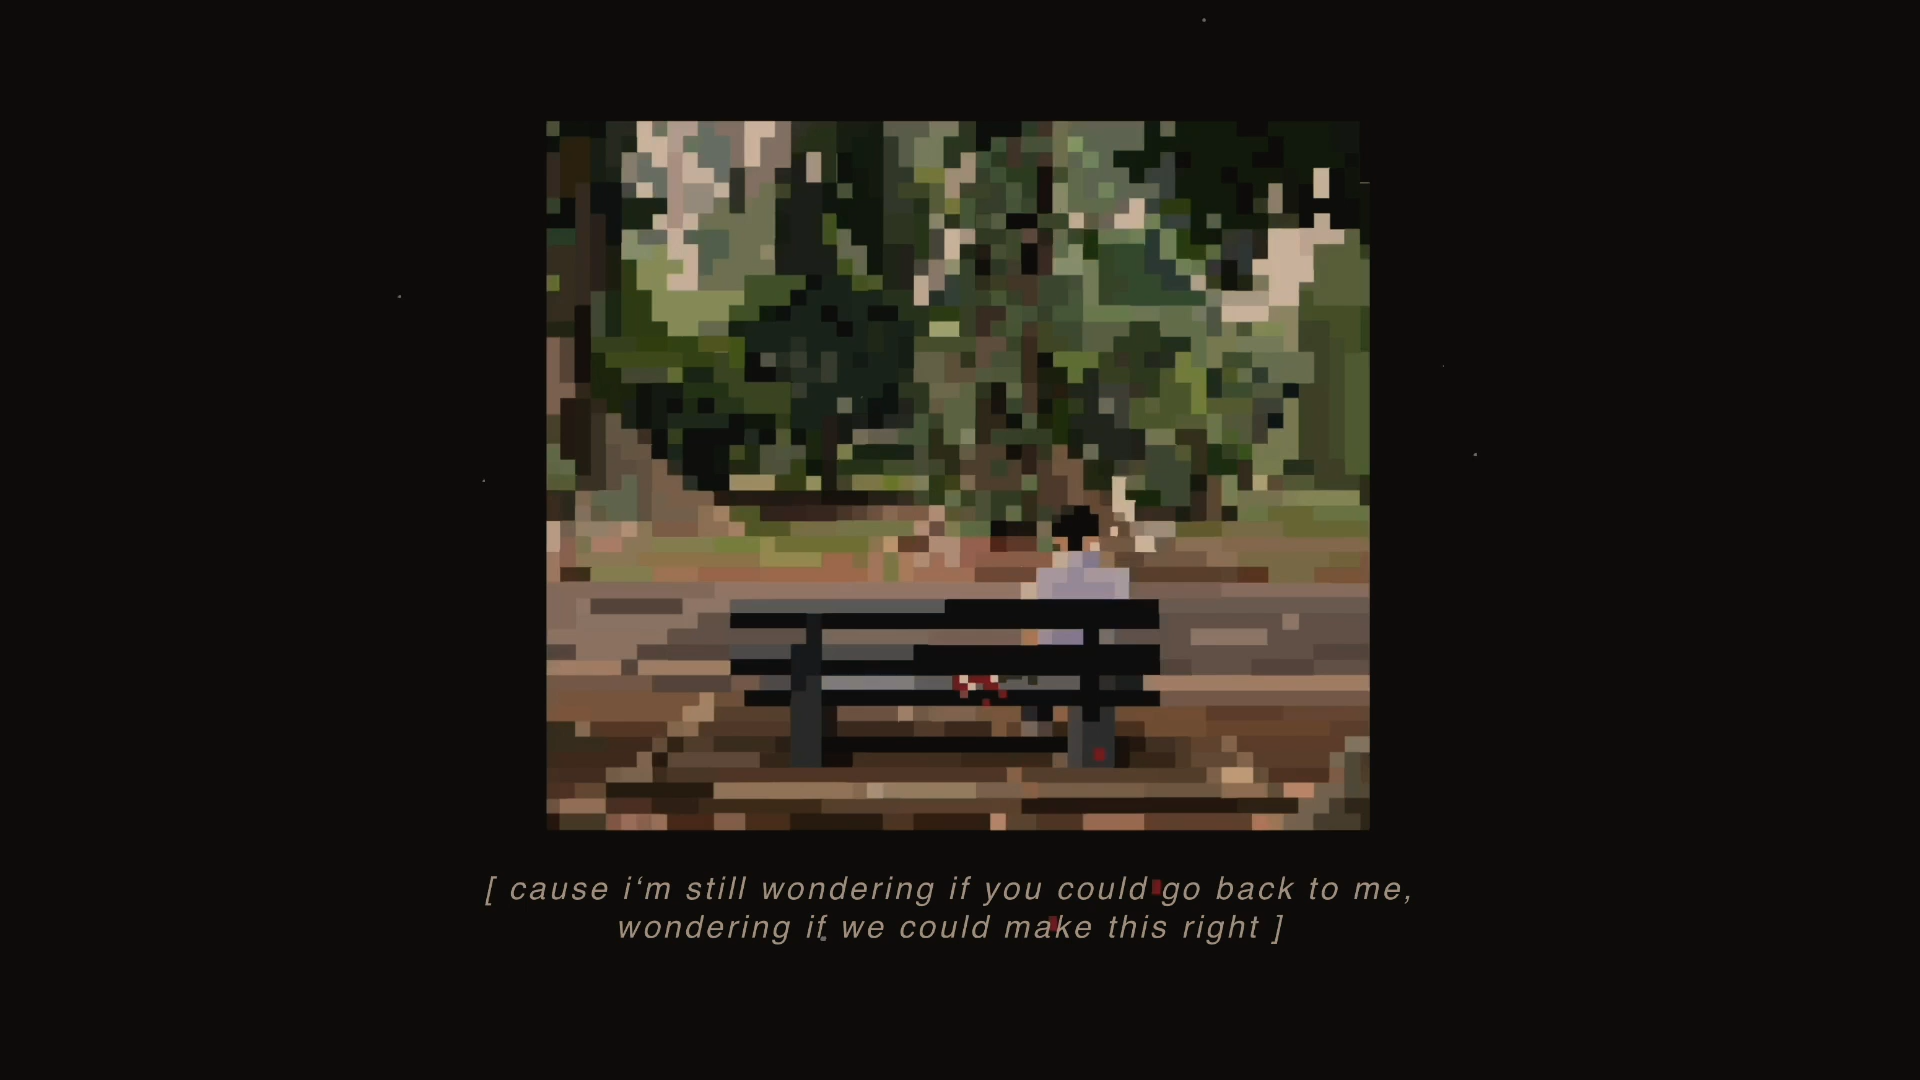 [ cause i‘m still wondering if you could go back to me,
wondering if we could make this right ]